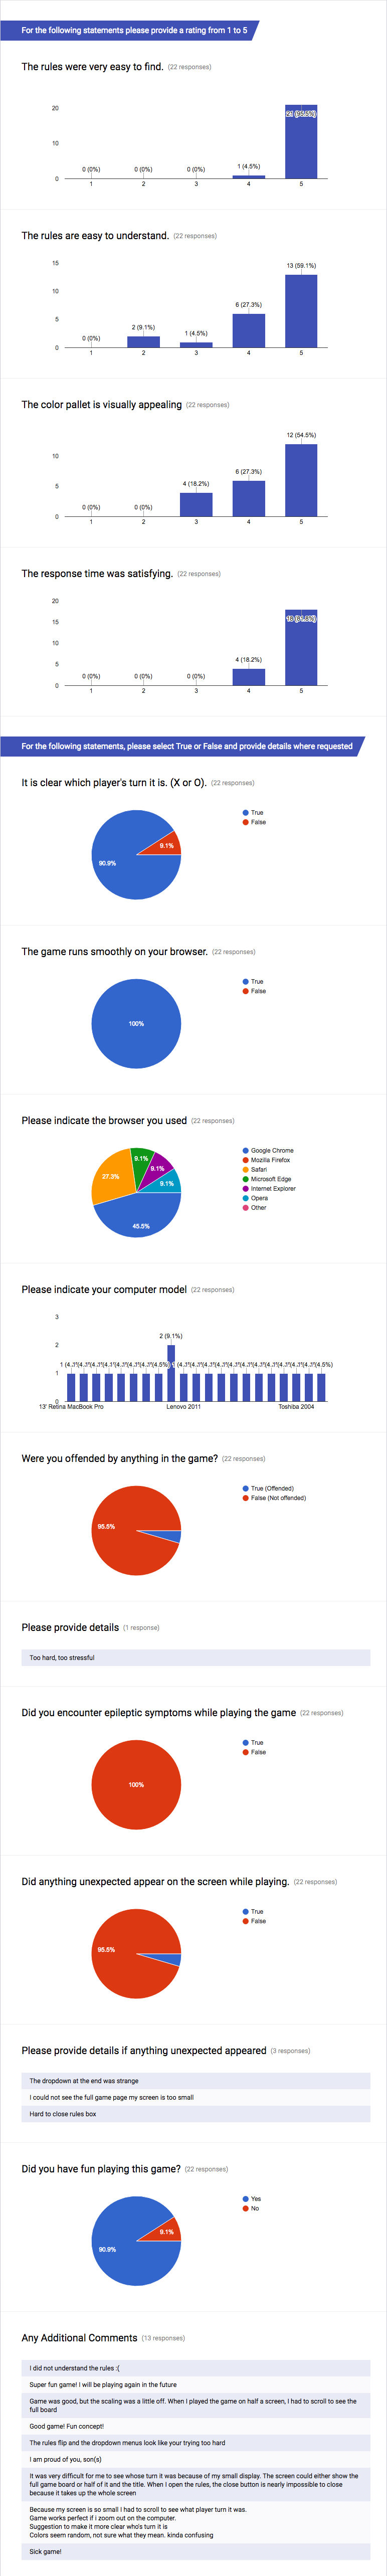 For the following statements please provide a rating from 1 to 5
The rules were very easy to find. (22 responses)
20
10
0
0 (0%)
0 (0%)
0 (0%)
1 (4.5%)
21 (95.5%)
1
2
3
4
5
The rules are easy to understand. (22 responses)
15
10
5
0
0 (0%)
2 (9.1%)
1 (4.5%)
6 (27.3%)
13 (59.1%)
1
2
3
4
5
The color pallet is visually appealing (22 responses)
10
5
0
0 (0%)
0 (0%)
4 (18.2%)
6 (27.3%)
12 (54.5%)
1
2
3
4
5
The response time was satisfying. (22 responses)
20
15
10
5
0
0 (0%)
0 (0%)
0 (0%)
4 (18.2%)
18 (81.8%)
1
2
3
4
5
For the following statements, please select True or False and provide details where requested
It is clear which player's turn it is. (X or O). (22 responses)
True
False
9.1%
90.9%
The game runs smoothly on your browser. (22 responses)
True
False
100%
Please indicate the browser you used (22 responses)
Google Chrome
Mozilla Firefox
Safari
Microsoft Edge
Internet Explorer
Opera
Other
9.1%
9.1%
27.3%
9.1%
45.5%
Please indicate your computer model (22 responses)
3
2
1
0
2 (9.1%)
13' Retina MacBook Pro
Lenovo 2011
Toshiba 2004
Were you offended by anything in the game? (22 responses)
True (Offended)
False (Not offended)
95.5%
Please provide details (1 response)
Too hard, too stressful
Did you encounter epileptic symptoms while playing the game (22 responses)
True
False
100%
Did anything unexpected appear on the screen while playing. (22 responses)
True
False
95.5%
Please provide details if anything unexpected appeared (3 responses)
The dropdown at the end was strange
I could not see the full game page my screen is too small
Hard to close rules box
Did you have fun playing this game? (22 responses)
Yes
No
9.1%
90.9%
Any Additional Comments (13 responses)
I did not understand the rules :(
Super fun game! I will be playing again in the future
Game was good, but the scaling was a little off. When I played the game on half a screen, I had to scroll to see the
full board
Good game! Fun concept!
The rules flip and the dropdown menus look like your trying too hard
I am proud of you, son(s)
It was very difficult for me to see whose turn it was because of my small display. The screen could either show the
full game board or half of it and the title. When I open the rules, the close button is nearly impossible to close
because it takes up the whole screen
Because my screen is so small I had to scroll to see what player turn it was.
Game works perfect if i zoom out on the computer.
Suggestion to make it more clear who's turn it is
Colors seem random, not sure what they mean. kinda confusing
Sick game!